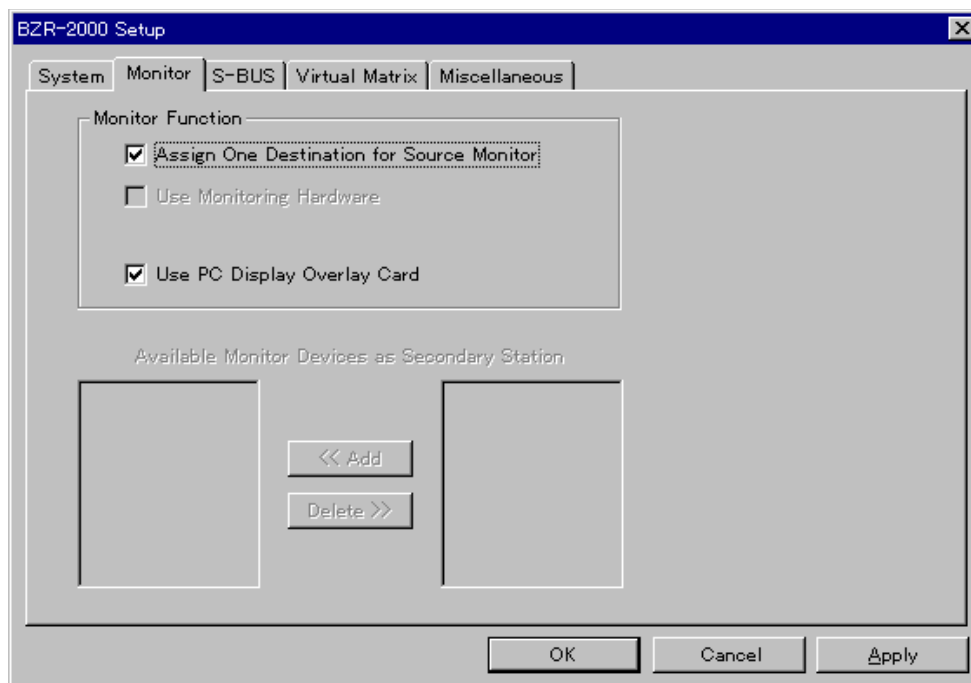 BZR-2000 Setup
System Monitor S-BUS Virtual Matrix Miscellaneous
Monitor Function
Assign One Destination for Source Monitor
Use Monitoring Hardware
Use PC Display Overlay Card
Available Monitor Devices as Secondary Station
<< Add
Delete >>
OK Cancel Apply